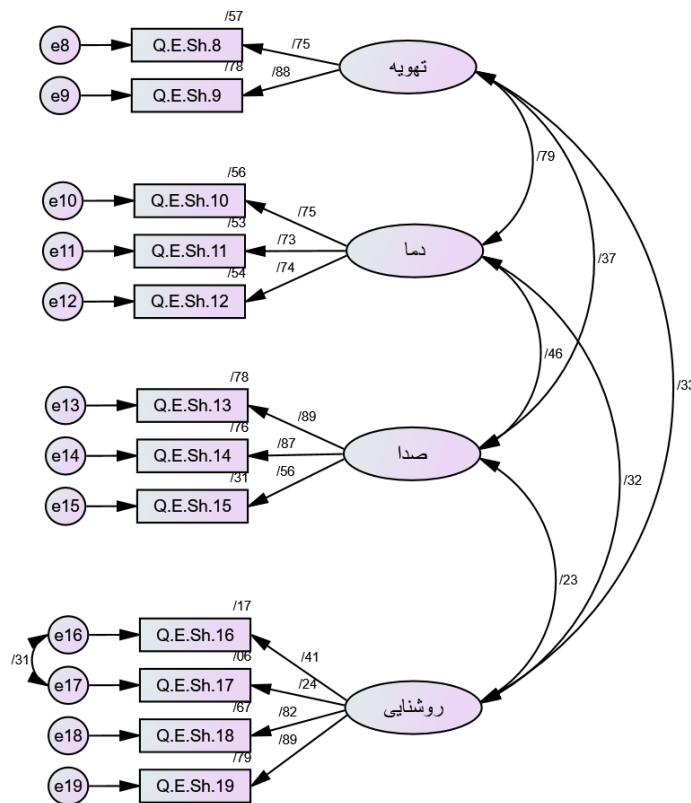 /57
e8 Q.E.Sh.8 /75 تهویه
/78 /88
e9 Q.E.Sh.9
/79
/56
e10 Q.E.Sh.10 /75
/53
e11 Q.E.Sh.11 /73 دما
/54 /74
e12 Q.E.Sh.12
/37
/46
/78
e13 Q.E.Sh.13 /89
/76
e14 Q.E.Sh.14 /87 صدا
/31 /56
e15 Q.E.Sh.15
/33
/32
/23
/17
e16 Q.E.Sh.16 /41
/31
/06
e17 Q.E.Sh.17 /24 روشنایی
/67 /82
e18 Q.E.Sh.18
/79 /89
e19 Q.E.Sh.19